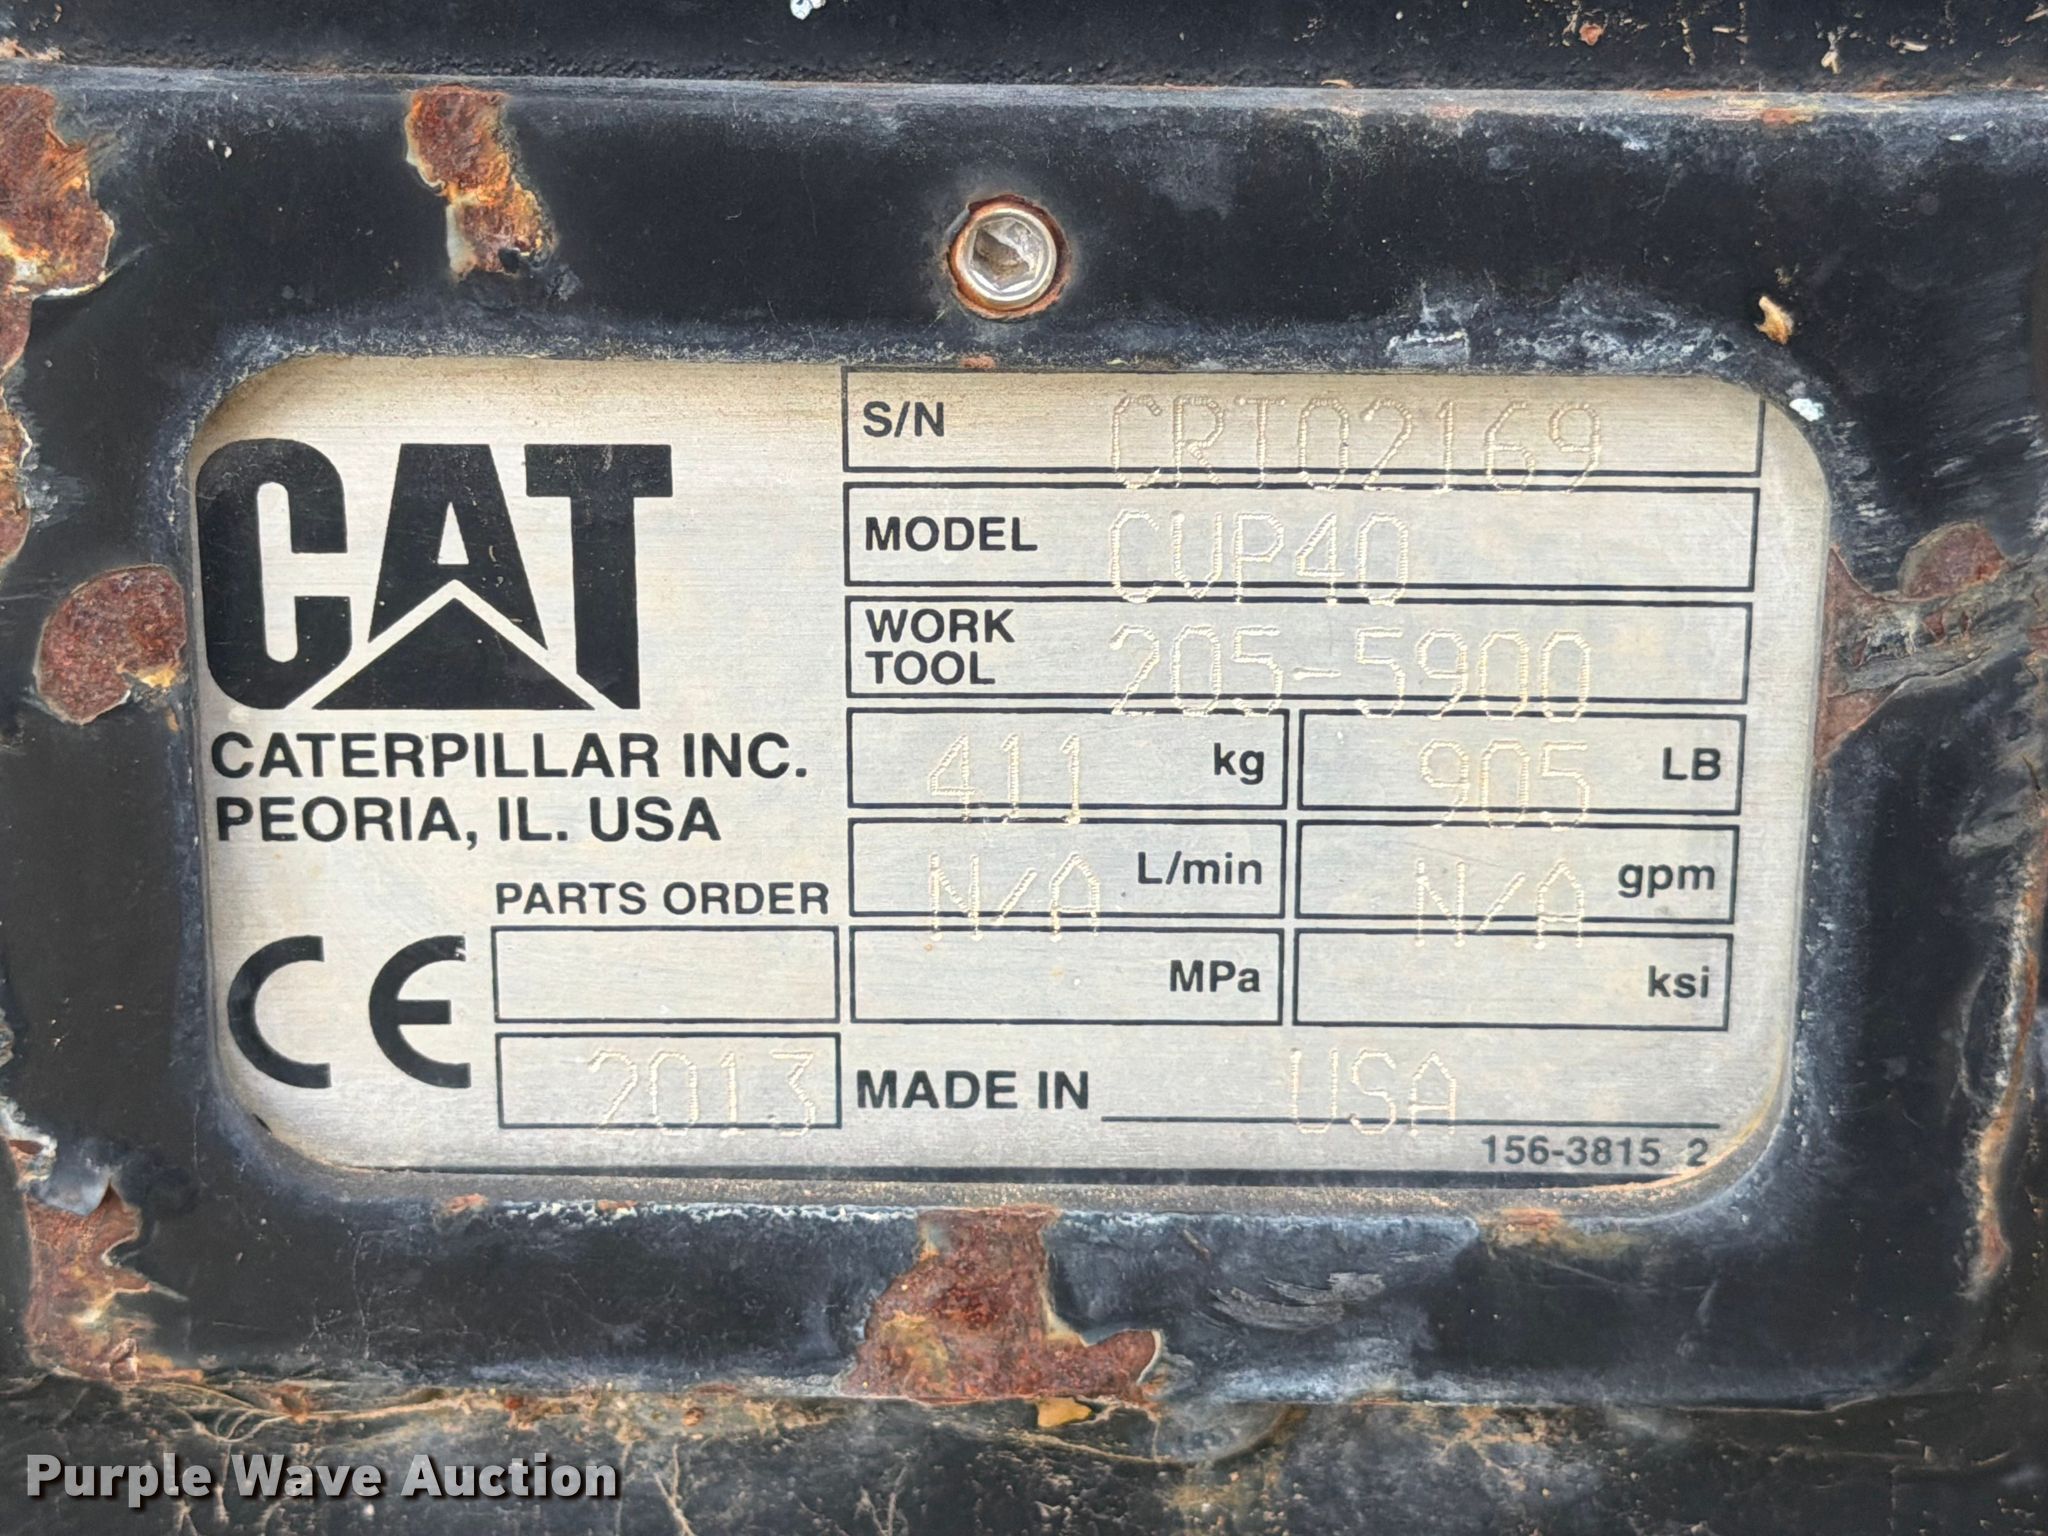 CAT
CATERPILLAR INC.
PEORIA, IL. USA
S/N CRT02169
MODEL CUP40
WORK TOOL 205-5900
411 kg 905 LB
N/A L/min N/A gpm
MPa ksi
PARTS ORDER
CE
2013
MADE IN USA
156-3815 2
Purple Wave Auction